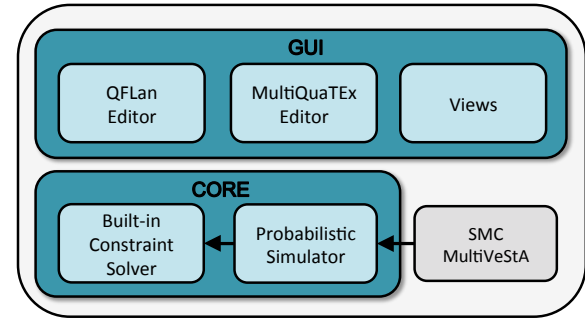 GUI
QFLan
Editor
MultiQuaTEx
Editor
Views
CORE
Built-in
Constraint
Solver
Probabilistic
Simulator
SMC
MultiVeStA